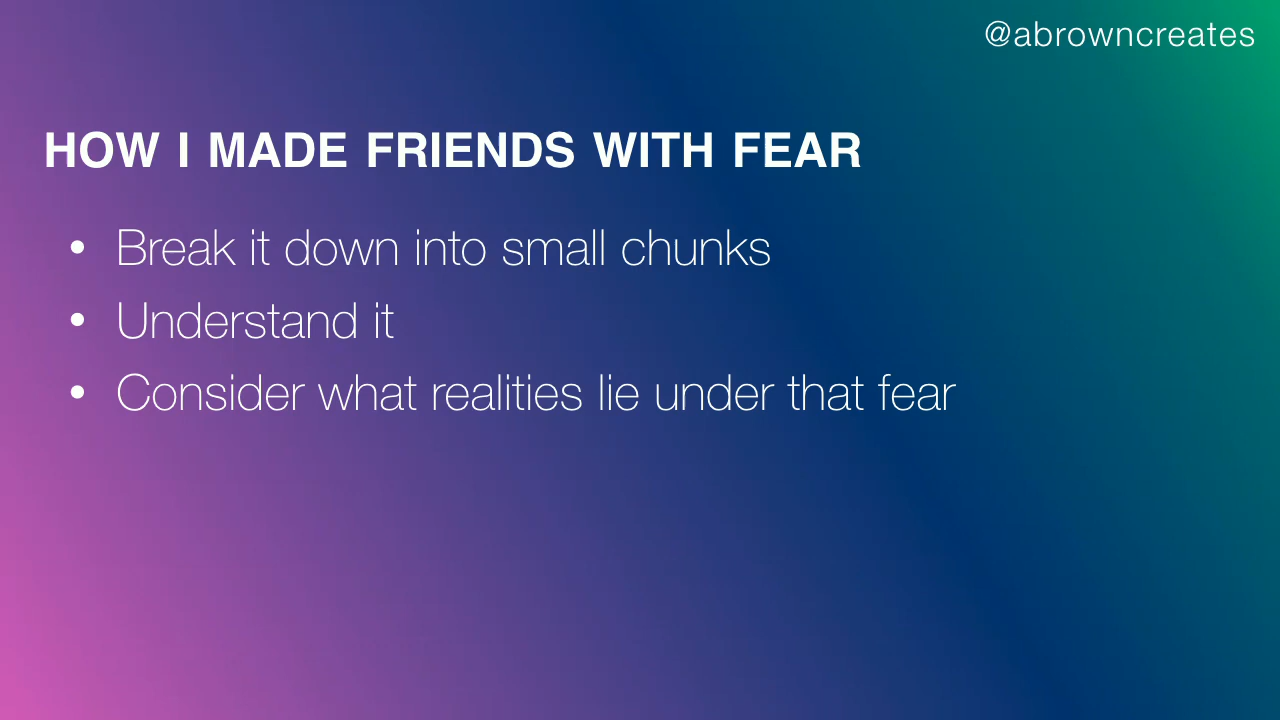 @abrowncreates
HOW I MADE FRIENDS WITH FEAR
• Break it down into small chunks
• Understand it
• Consider what realities lie under that fear